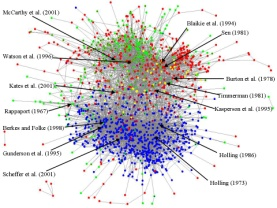 McCarthy et al. (2001)
Blaikie et al. (1994)
Sen (1981)
Watson et al. (1996)
Burton et al. (1978)
Kates et al. (2001)
Timmerman (1981)
Rappaport (1967)
Kasperson et al. (1995)
Berkes and Folke (1998)
Gunderson et al. (1995)
Holling (1986)
Scheffer et al. (2001)
Holling (1973)